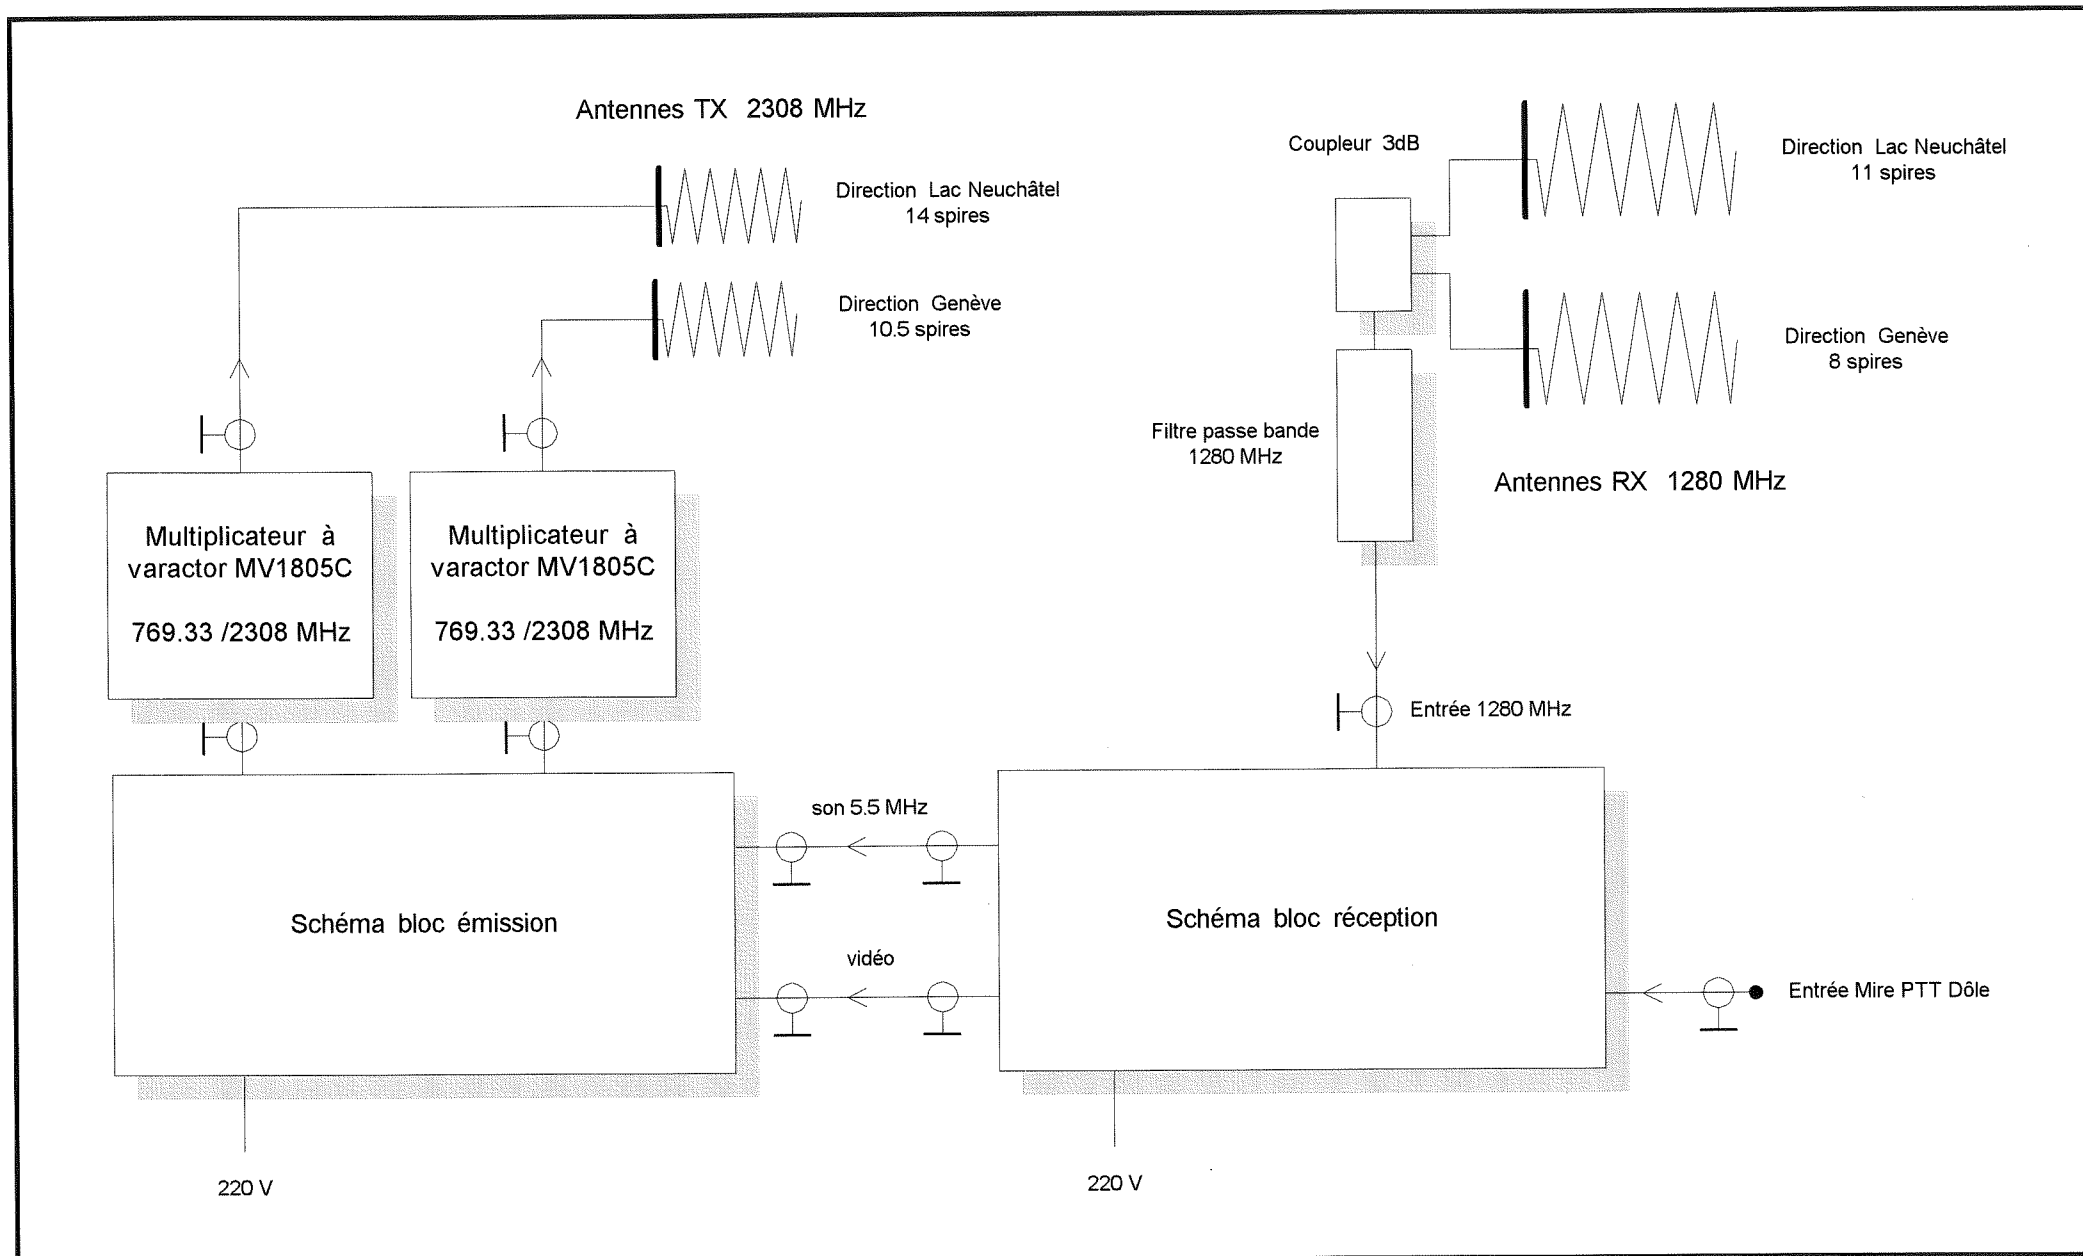 Antennes TX 2308 MHz
Direction Lac Neuchâtel
14 spires
Direction Genève
10.5 spires
Coupleur 3dB
Direction Lac Neuchâtel
11 spires
Direction Genève
8 spires
Filtre passe bande
1280 MHz
Antennes RX 1280 MHz
Multiplicateur à
varactor MV1805C
769.33 /2308 MHz
Multiplicateur à
varactor MV1805C
769.33 /2308 MHz
Entrée 1280 MHz
son 5.5 MHz
Schéma bloc émission
Schéma bloc réception
vidéo
Entrée Mire PTT Dôle
220 V
220 V